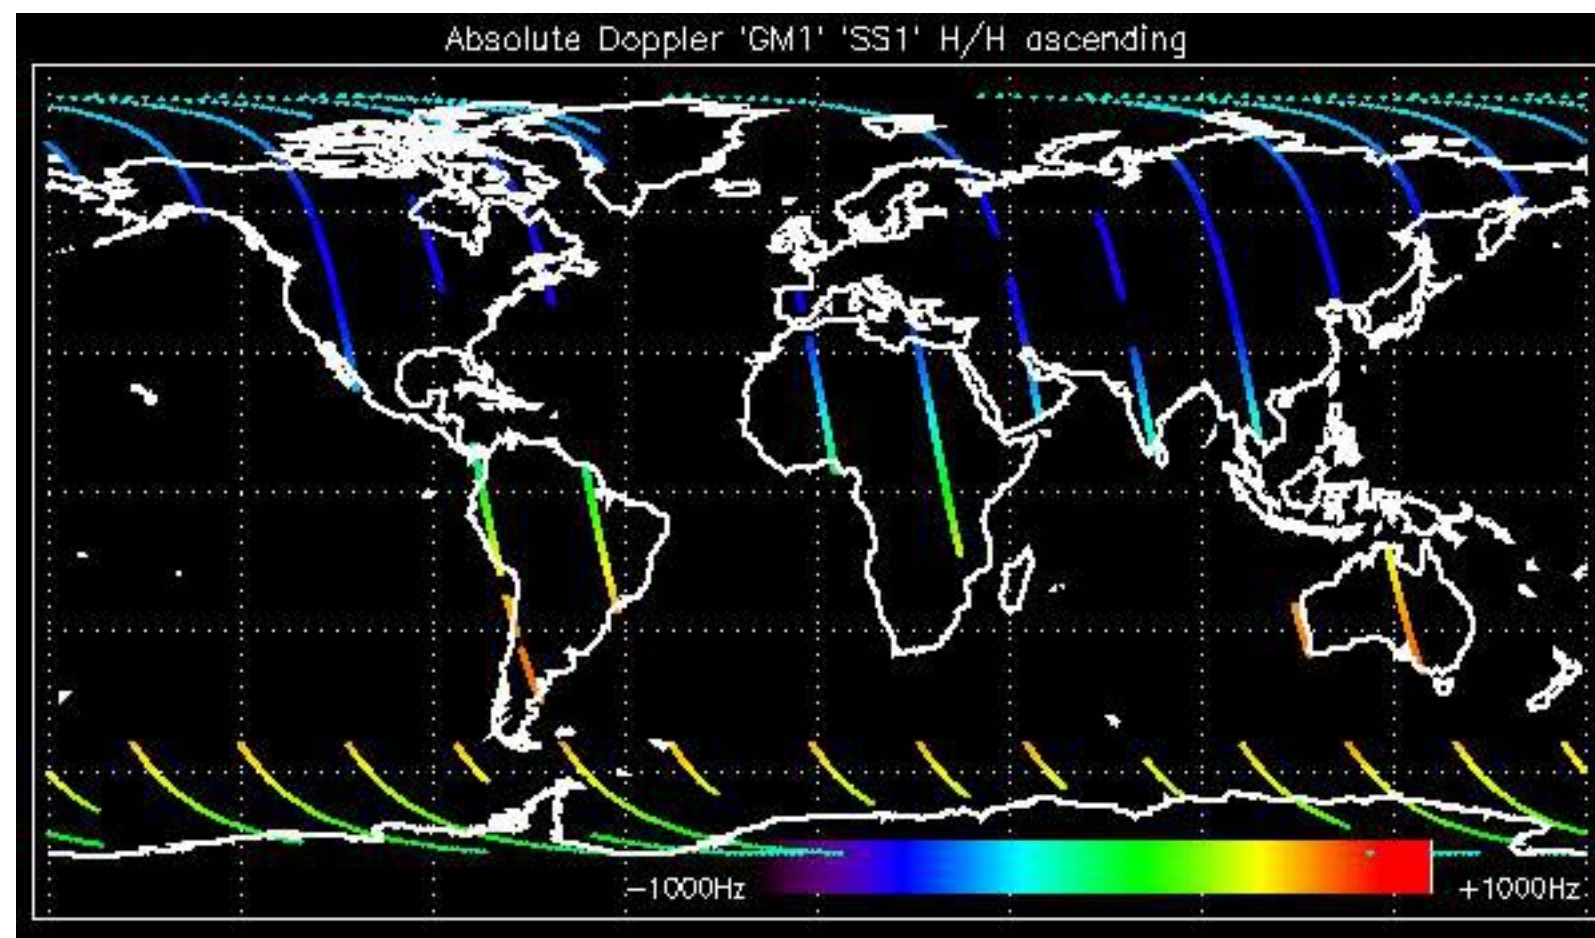 Absolute Doppler 'GM1' 'SS1' H/H ascending
−1000Hz
+1000Hz